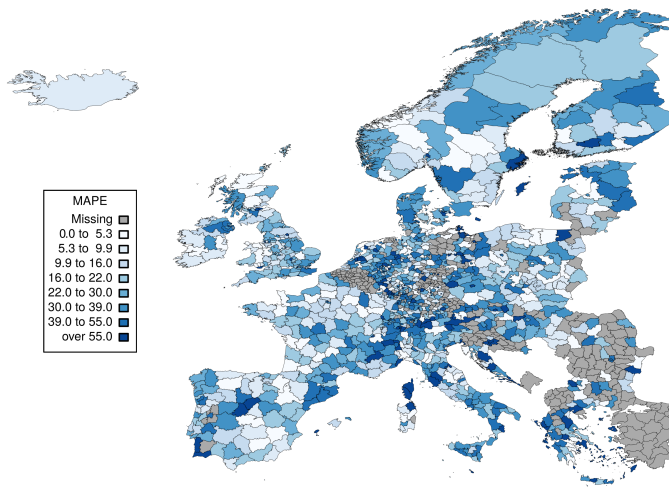 MAPE
Missing
0.0 to 5.3
5.3 to 9.9
9.9 to 16.0
16.0 to 22.0
22.0 to 30.0
30.0 to 39.0
39.0 to 55.0
over 55.0